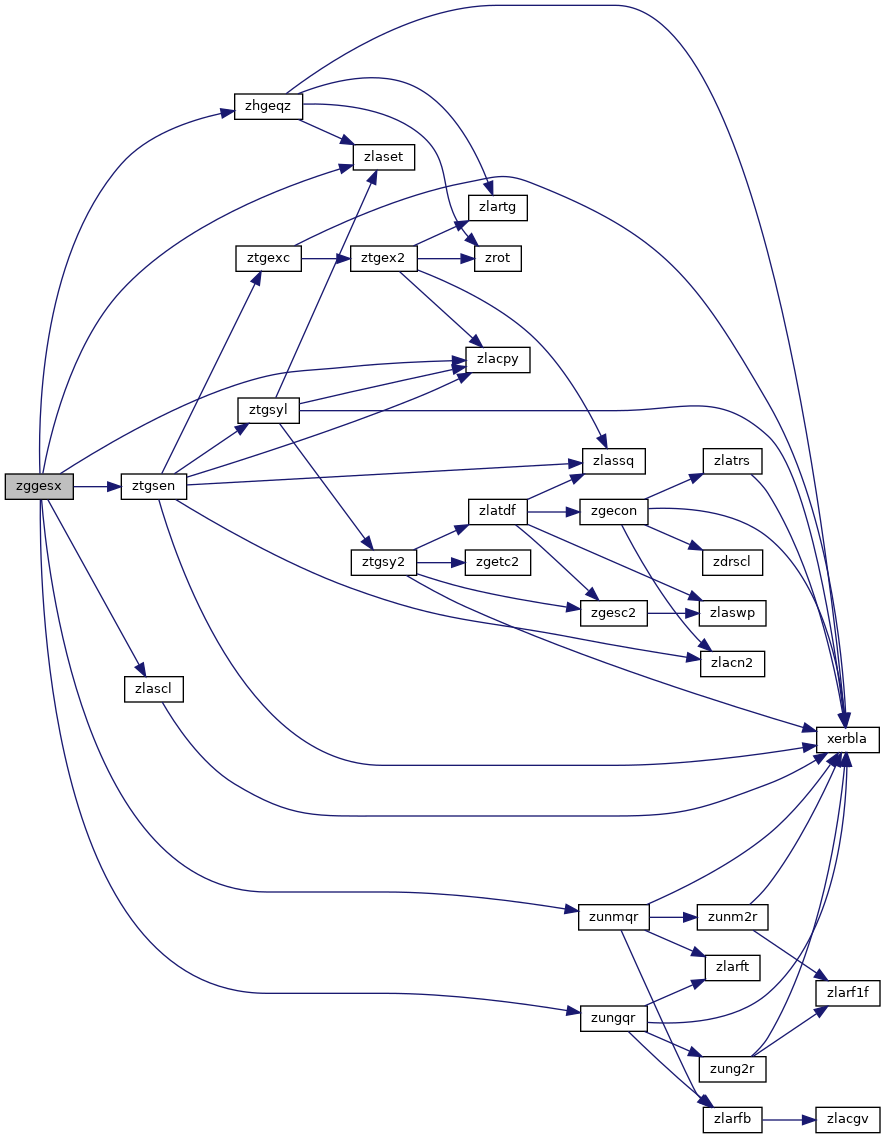 zhgeqz
zlaset
zlartg
ztgexc
ztgex2
zrot
zlacpy
ztgsyl
zlassq
zlatrs
zggesx
ztgsen
zlatdf
zgecon
ztgsy2
zgetc2
zdrscl
zgesc2
zlaswp
zlacn2
zlascl
xerbla
zunmqr
zunm2r
zlarft
zlarf1f
zungqr
zung2r
zlarfb
zlacgv